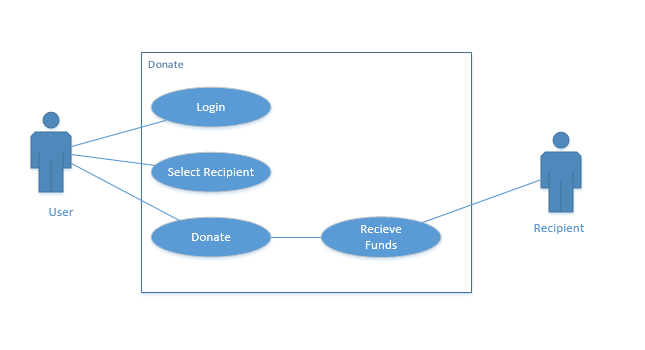 Donate
Login
Select Recipient
User
Donate
Recieve
Funds
Recipient